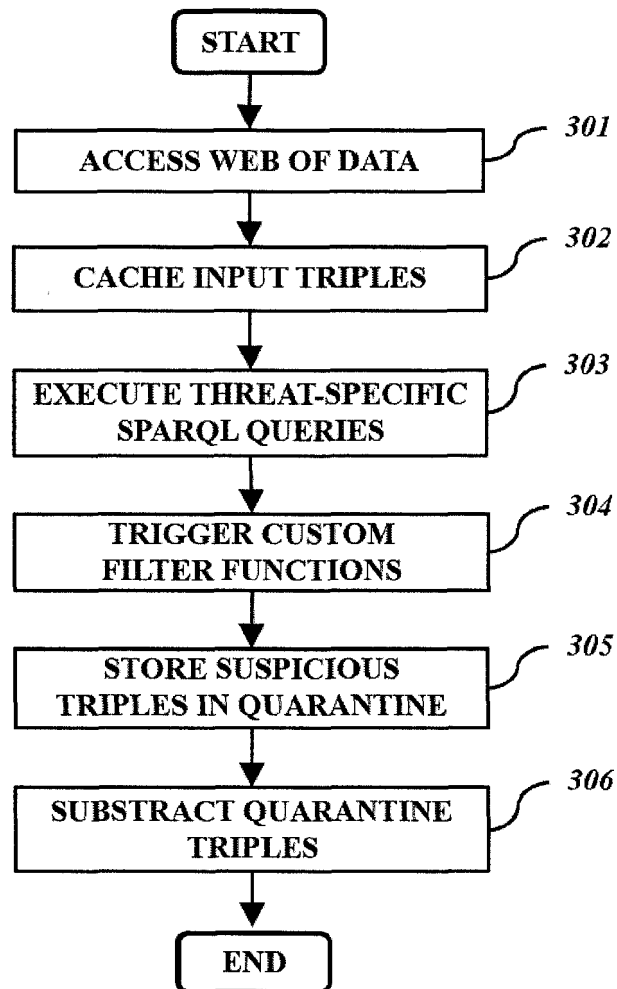 START
301
ACCESS WEB OF DATA
302
CACHE INPUT TRIPLES
303
EXECUTE THREAT-SPECIFIC
SPARQL QUERIES
304
TRIGGER CUSTOM
FILTER FUNCTIONS
305
STORE SUSPICIOUS
TRIPLES IN QUARANTINE
306
SUBSTRACT QUARANTINE
TRIPLES
END